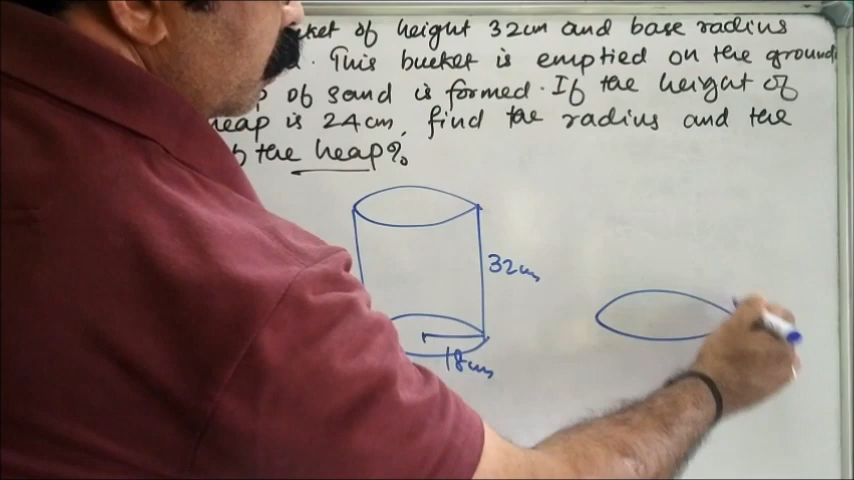 of height 32cm and base radius
. This bucket is emptied on the ground
of sand is formed. If the height of
heap is 24cm, find the radius and the
the heap?
32cm
18cm